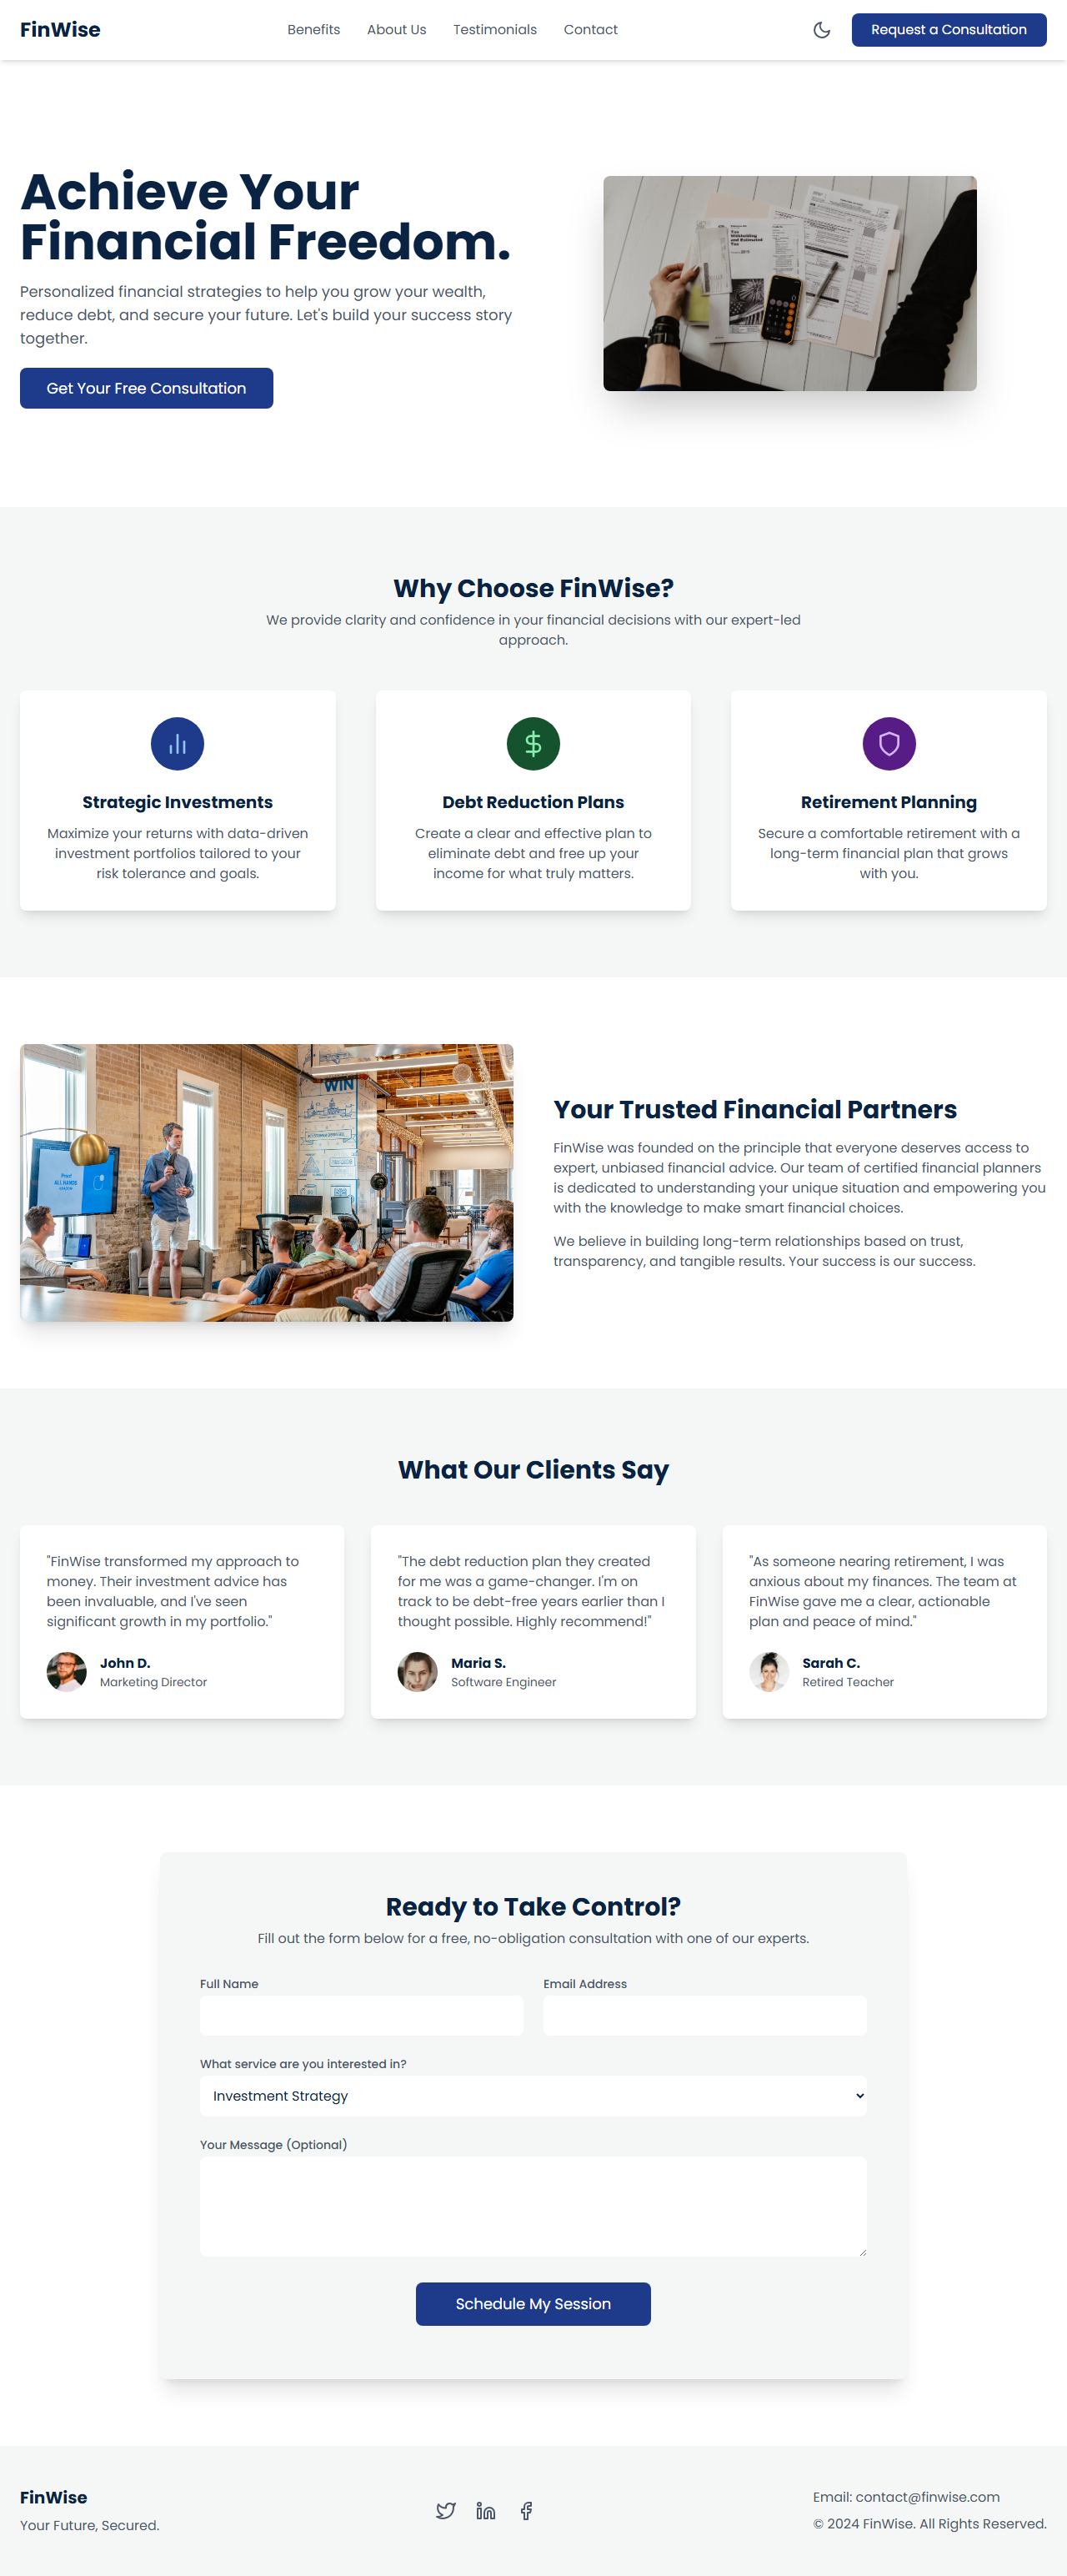 FinWise
Benefits
About Us
Testimonials
Contact
Request a Consultation
Achieve Your
Financial Freedom.
Personalized financial strategies to help you grow your wealth,
reduce debt, and secure your future. Let's build your success story
together.
Get Your Free Consultation
Tax
Withholding
and Estimated
Tax
Why Choose FinWise?
We provide clarity and confidence in your financial decisions with our expert-led
approach.
Strategic Investments
Maximize your returns with data-driven
investment portfolios tailored to your
risk tolerance and goals.
Debt Reduction Plans
Create a clear and effective plan to
eliminate debt and free up your
income for what truly matters.
Retirement Planning
Secure a comfortable retirement with a
long-term financial plan that grows
with you.
WIN
ALL HANDS
Your Trusted Financial Partners
FinWise was founded on the principle that everyone deserves access to
expert, unbiased financial advice. Our team of certified financial planners
is dedicated to understanding your unique situation and empowering you
with the knowledge to make smart financial choices.
We believe in building long-term relationships based on trust,
transparency, and tangible results. Your success is our success.
What Our Clients Say
"FinWise transformed my approach to
money. Their investment advice has
been invaluable, and I've seen
significant growth in my portfolio."
John D.
Marketing Director
"The debt reduction plan they created
for me was a game-changer. I'm on
track to be debt-free years earlier than I
thought possible. Highly recommend!"
Maria S.
Software Engineer
"As someone nearing retirement, I was
anxious about my finances. The team at
FinWise gave me a clear, actionable
plan and peace of mind."
Sarah C.
Retired Teacher
Ready to Take Control?
Fill out the form below for a free, no-obligation consultation with one of our experts.
Full Name
Email Address
What service are you interested in?
Investment Strategy
Your Message (Optional)
Schedule My Session
FinWise
Your Future, Secured.
Email: contact@finwise.com
© 2024 FinWise. All Rights Reserved.